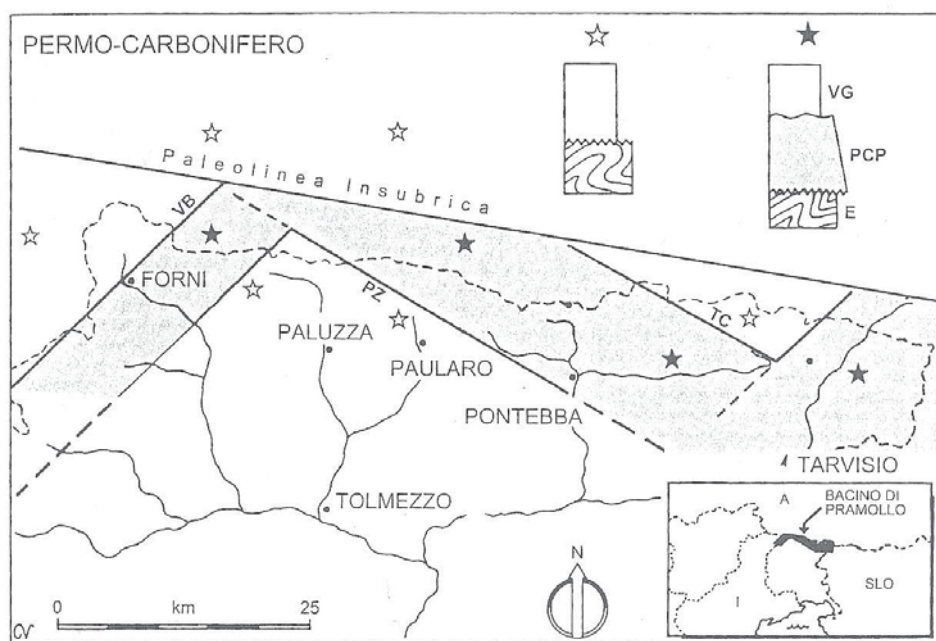 PERMO-CARBONIFERO
VG
PCP
E
Paleolinea Insubrica
VB
FORNI
PZ
TC
PALUZZA
PAULARO
PONTEBBA
TARVISIO
TOLMEZZO
A
BACINO DI
PRAMOLLO
SLO
I
N
0 25
km